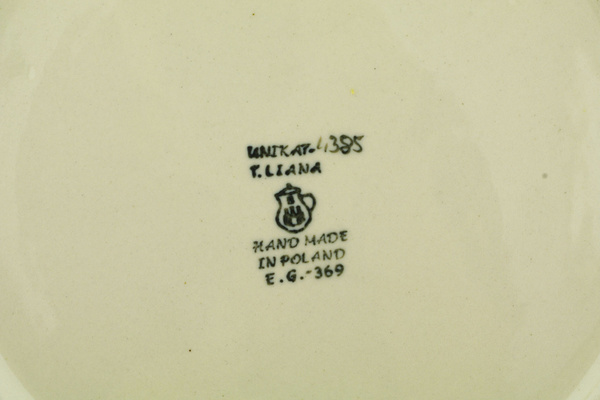 UNIKAT-4385
T.LIANA
HAND MADE
IN POLAND
E.G.-369